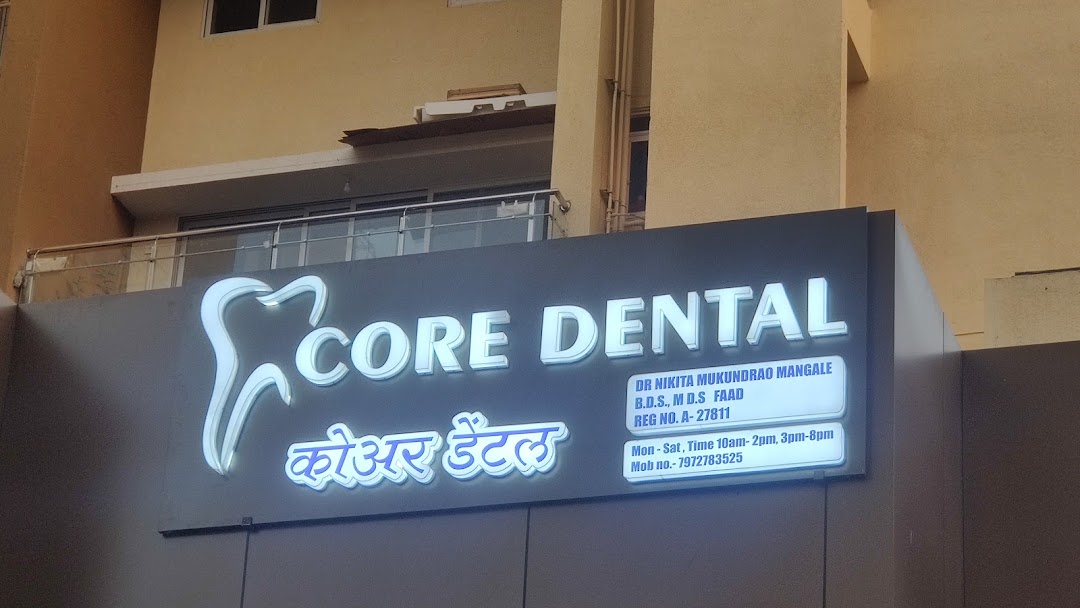 CORE DENTAL
कोअर डेंटल
DR NIKITA MUKUNDRAO MANGALE
B.D.S., M D.S FAAD
REG NO. A- 27811
Mon - Sat , Time 10am- 2pm, 3pm-8pm
Mob no.- 7972783525